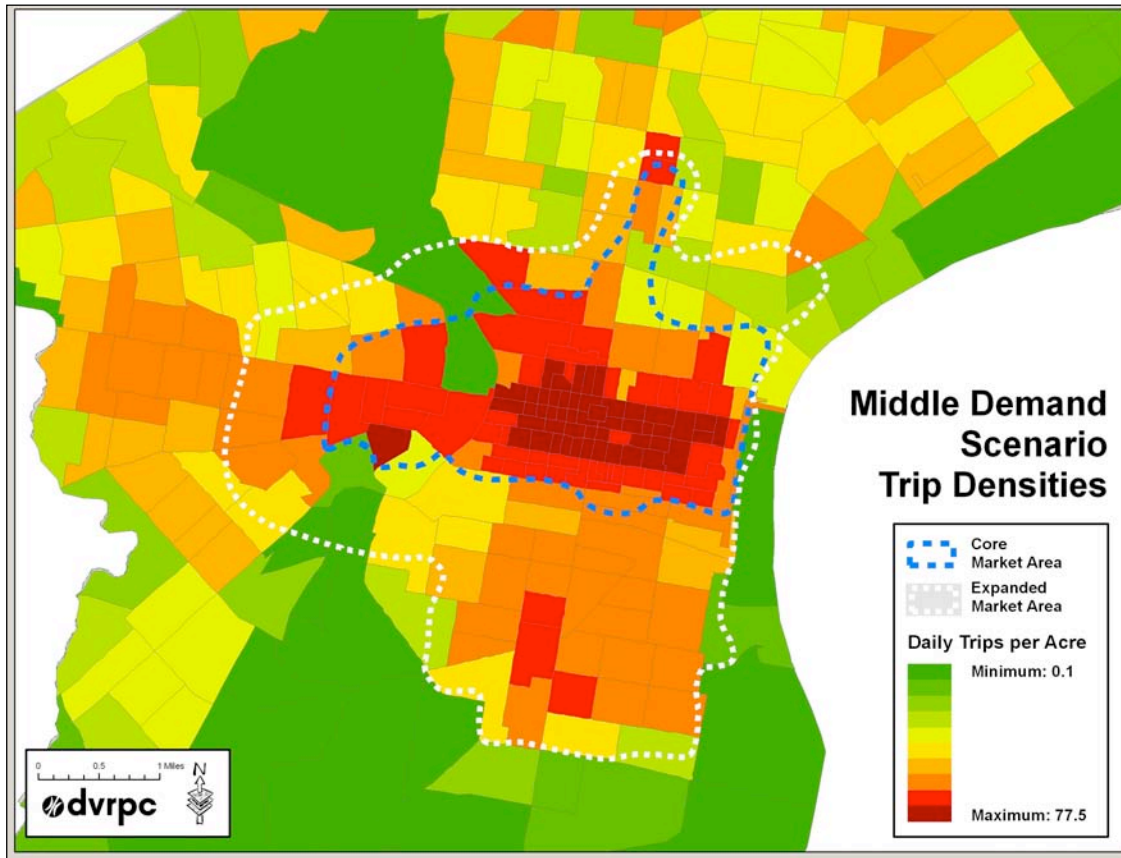 Middle Demand
Scenario
Trip Densities
Core
Market Area
Expanded
Market Area
Daily Trips per Acre
Minimum: 0.1
Maximum: 77.5
0 0.5 1 Miles
N
dvrpc